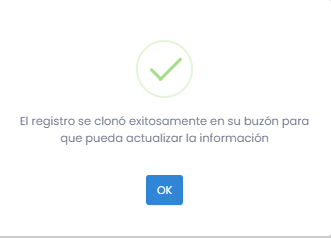 El registro se clonó exitosamente en su buzón para
que pueda actualizar la información
OK